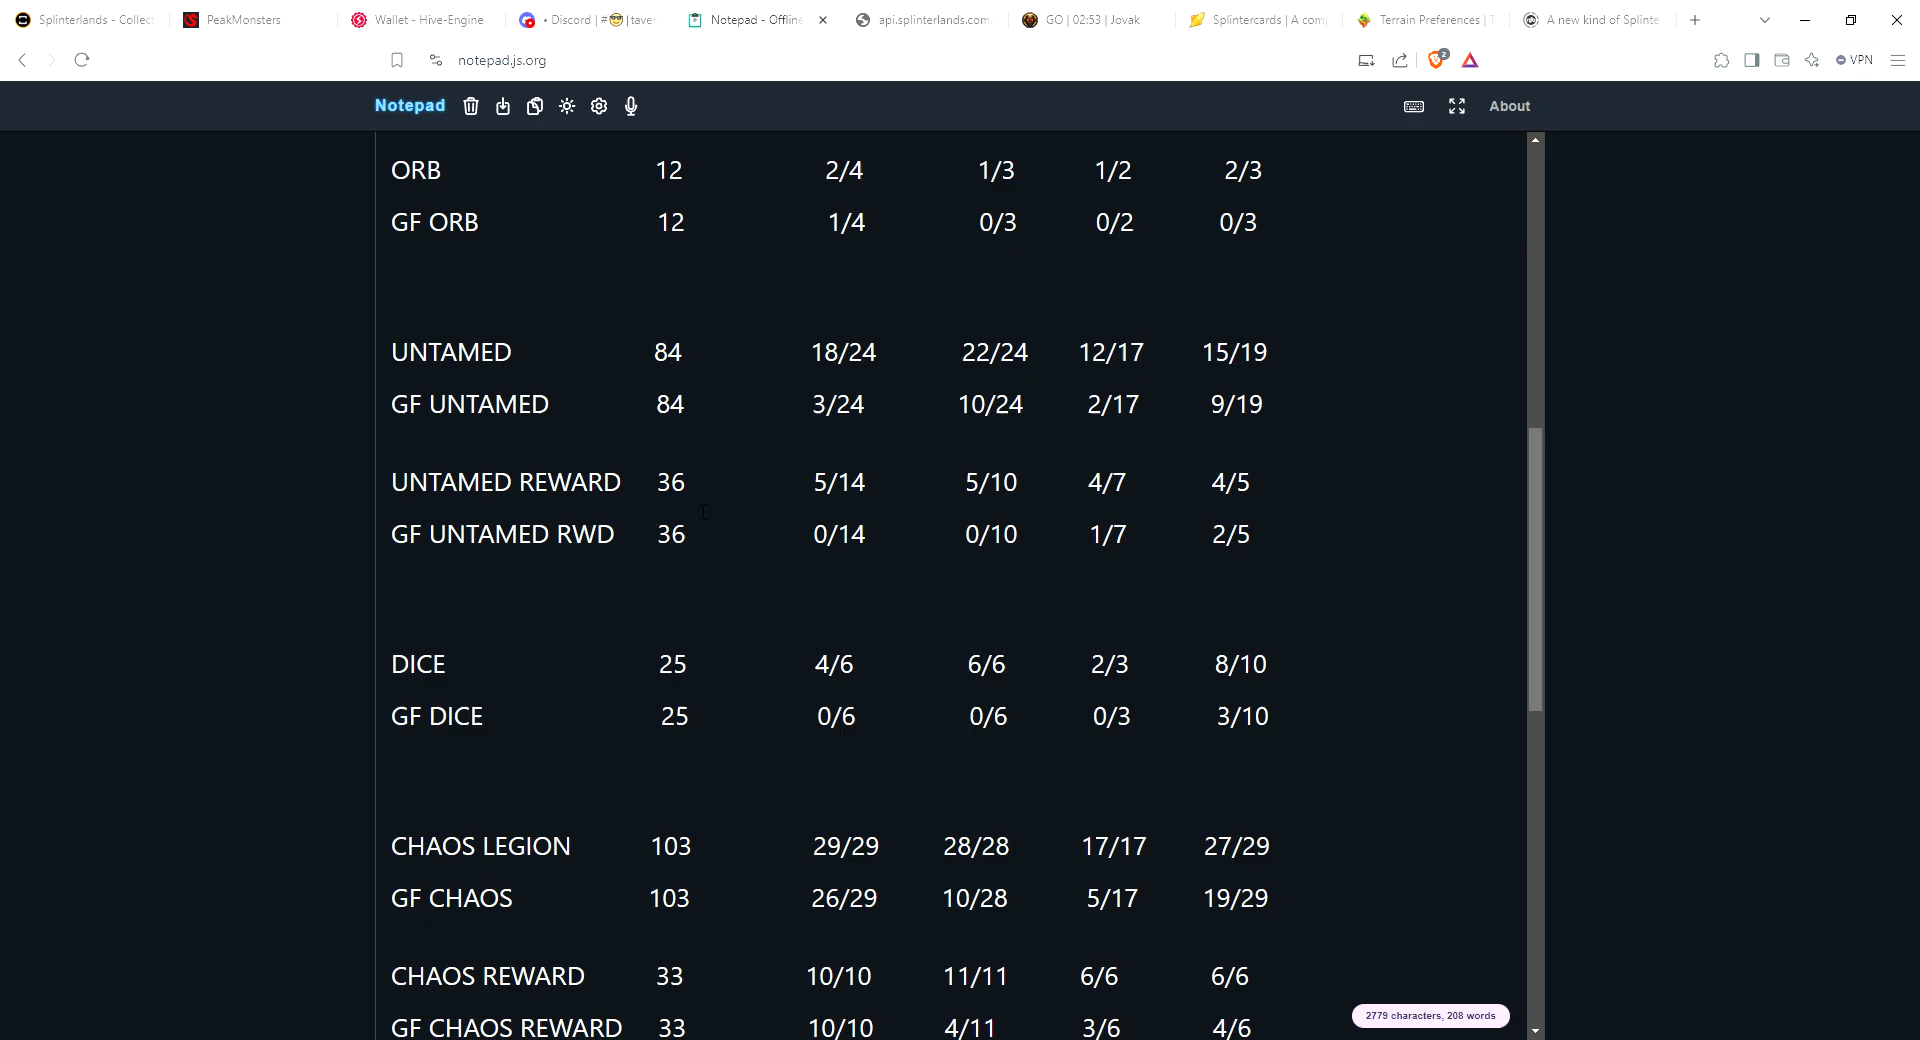 Splinterlands - Collect
PeakMonsters
Wallet - Hive-Engine
• Discord | #😎|taver
Notepad - Offline
api.splinterlands.com
GO | 02:53 | Jovak
Splintercards | A com
Terrain Preferences | T
A new kind of Splinte
notepad.js.org
2
VPN
Notepad
About
ORB 12 2/4 1/3 1/2 2/3
GF ORB 12 1/4 0/3 0/2 0/3
UNTAMED 84 18/24 22/24 12/17 15/19
GF UNTAMED 84 3/24 10/24 2/17 9/19
UNTAMED REWARD 36 5/14 5/10 4/7 4/5
GF UNTAMED RWD 36 0/14 0/10 1/7 2/5
DICE 25 4/6 6/6 2/3 8/10
GF DICE 25 0/6 0/6 0/3 3/10
CHAOS LEGION 103 29/29 28/28 17/17 27/29
GF CHAOS 103 26/29 10/28 5/17 19/29
CHAOS REWARD 33 10/10 11/11 6/6 6/6
GF CHAOS REWARD 33 10/10 4/11 3/6 4/6
2779 characters, 208 words